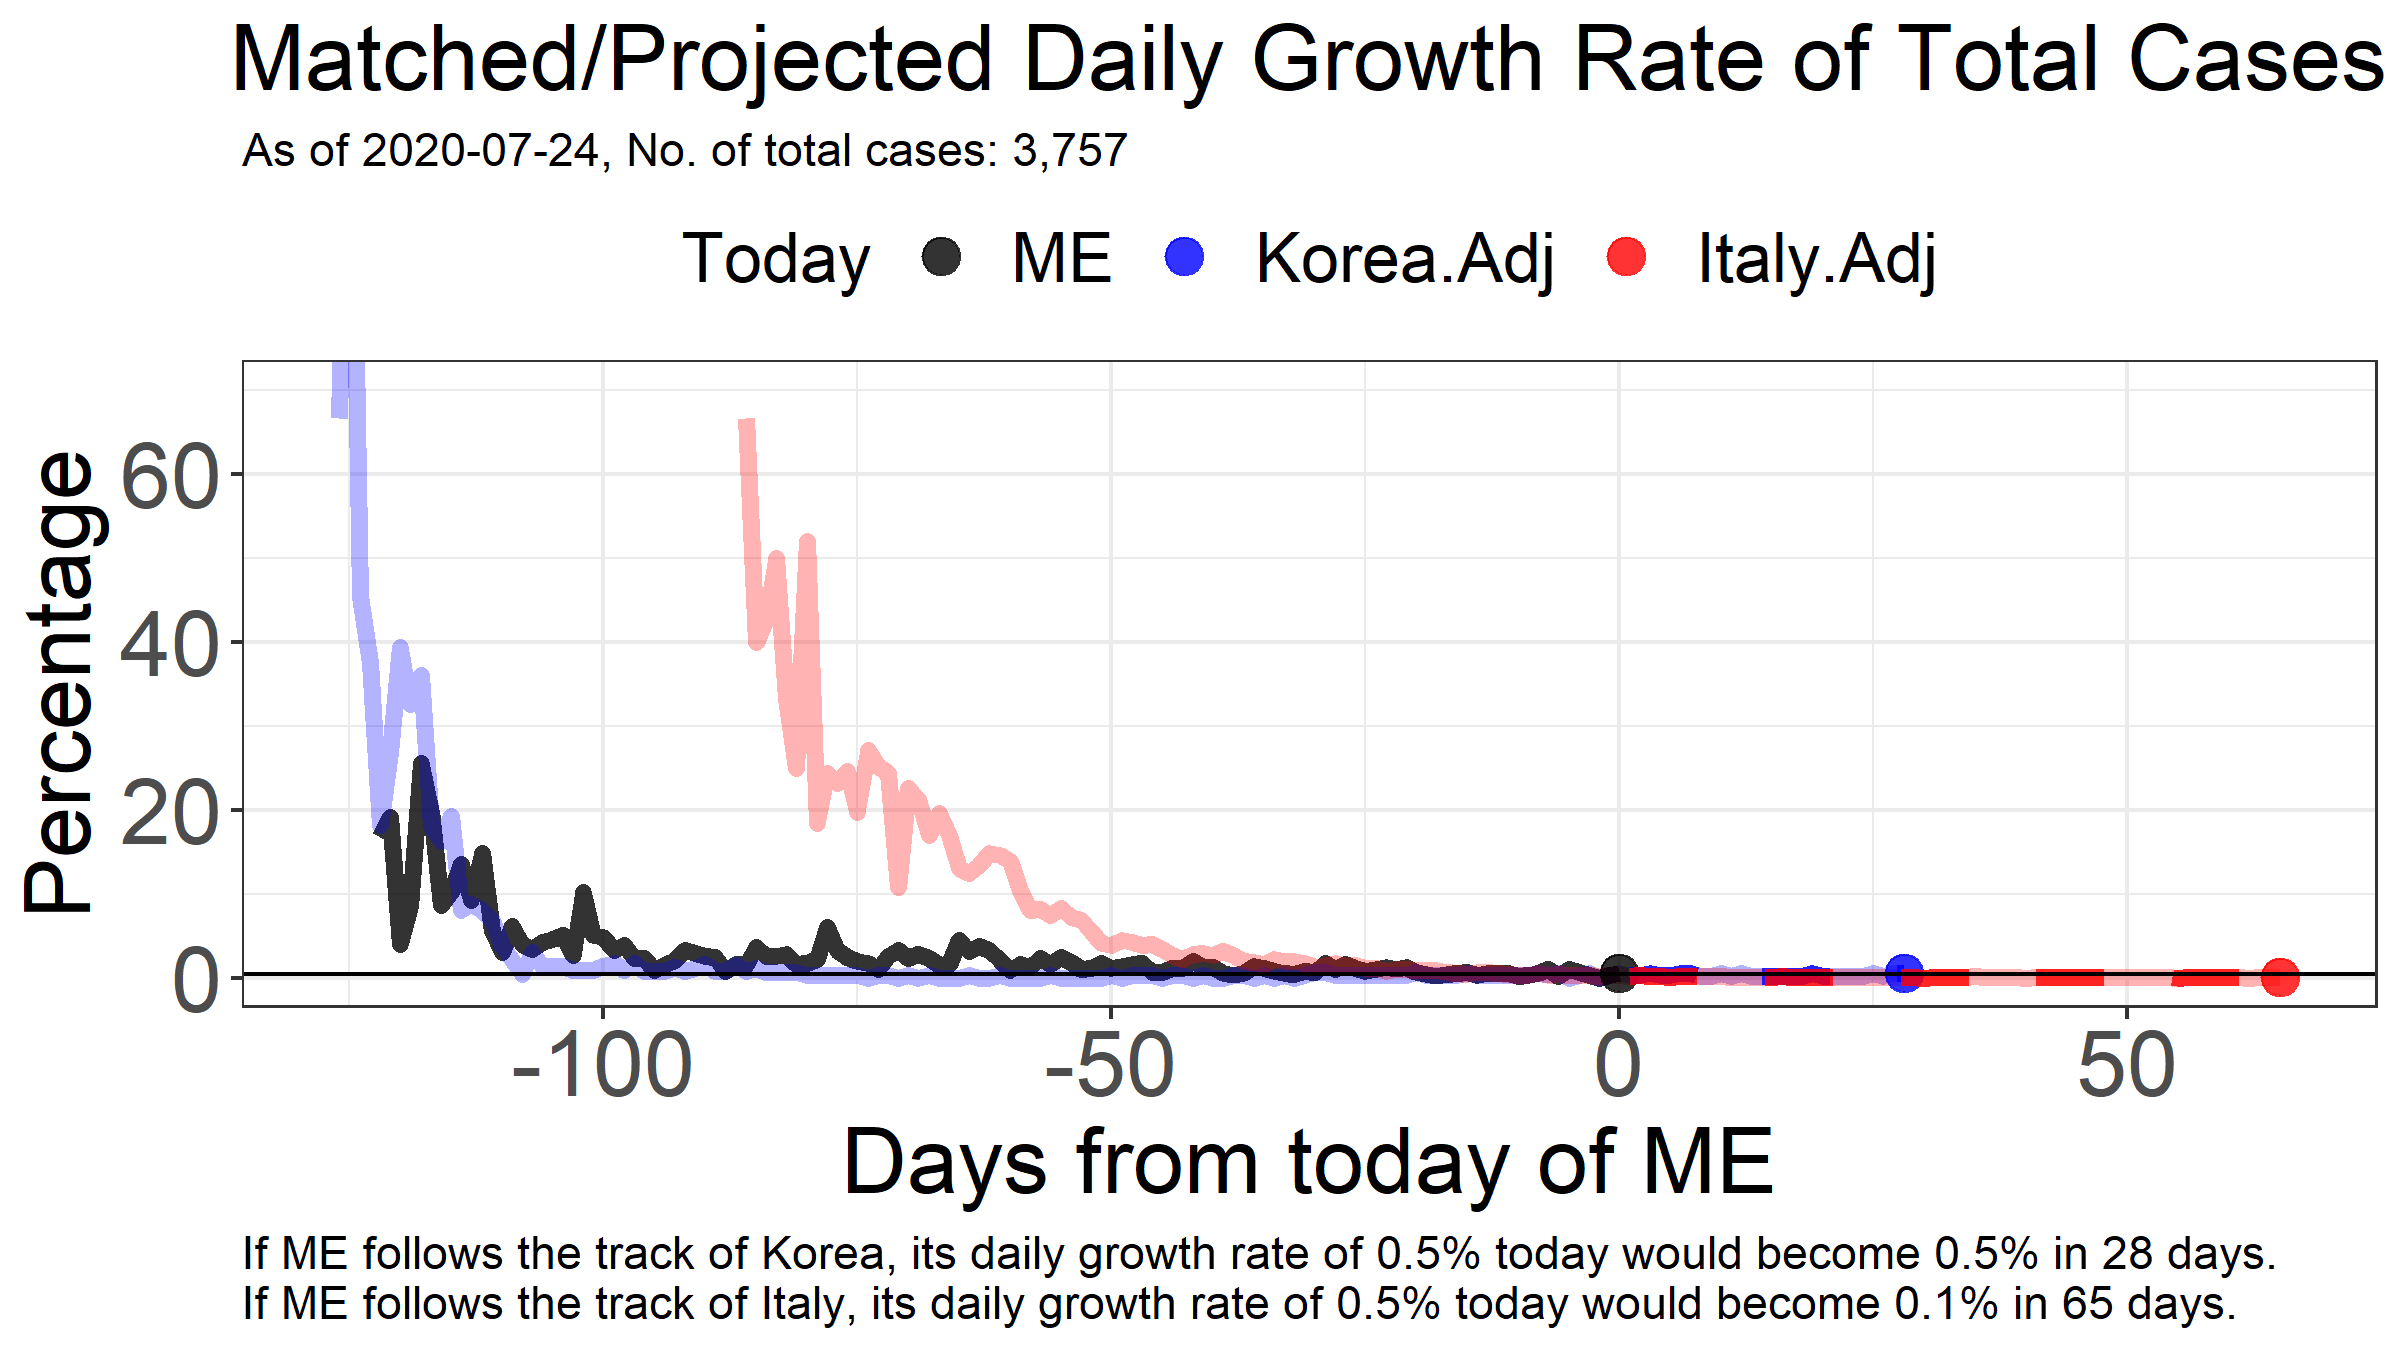 Matched/Projected Daily Growth Rate of Total Cases
As of 2020-07-24, No. of total cases: 3,757
Today ME Korea.Adj Italy.Adj
Percentage
60
40
20
0
-100 -50 0 50
Days from today of ME
If ME follows the track of Korea, its daily growth rate of 0.5% today would become 0.5% in 28 days.
If ME follows the track of Italy, its daily growth rate of 0.5% today would become 0.1% in 65 days.